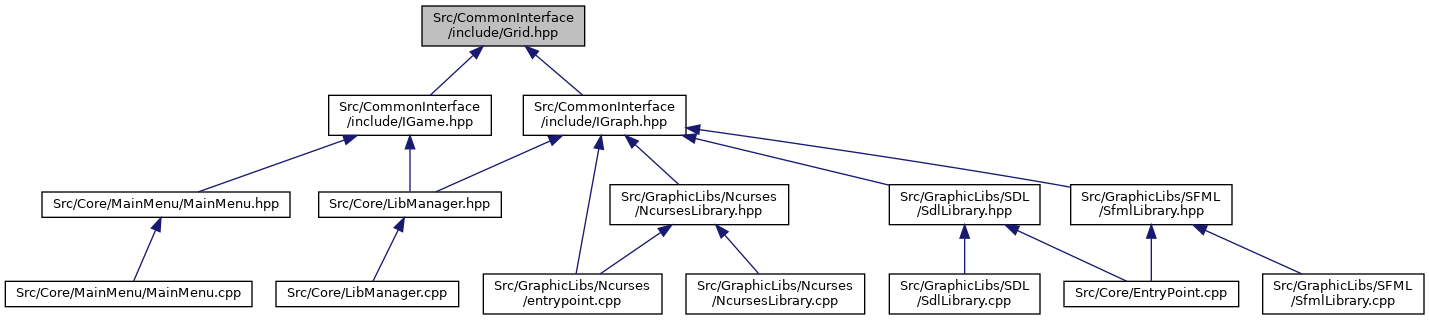 Src/CommonInterface
/include/Grid.hpp
Src/CommonInterface
/include/IGame.hpp
Src/CommonInterface
/include/IGraph.hpp
Src/Core/MainMenu/MainMenu.hpp
Src/Core/LibManager.hpp
Src/GraphicLibs/Ncurses
/NcursesLibrary.hpp
Src/GraphicLibs/SDL
/SdlLibrary.hpp
Src/GraphicLibs/SFML
/SfmlLibrary.hpp
Src/Core/MainMenu/MainMenu.cpp
Src/Core/LibManager.cpp
Src/GraphicLibs/Ncurses
/entrypoint.cpp
Src/GraphicLibs/Ncurses
/NcursesLibrary.cpp
Src/GraphicLibs/SDL
/SdlLibrary.cpp
Src/Core/EntryPoint.cpp
Src/GraphicLibs/SFML
/SfmlLibrary.cpp